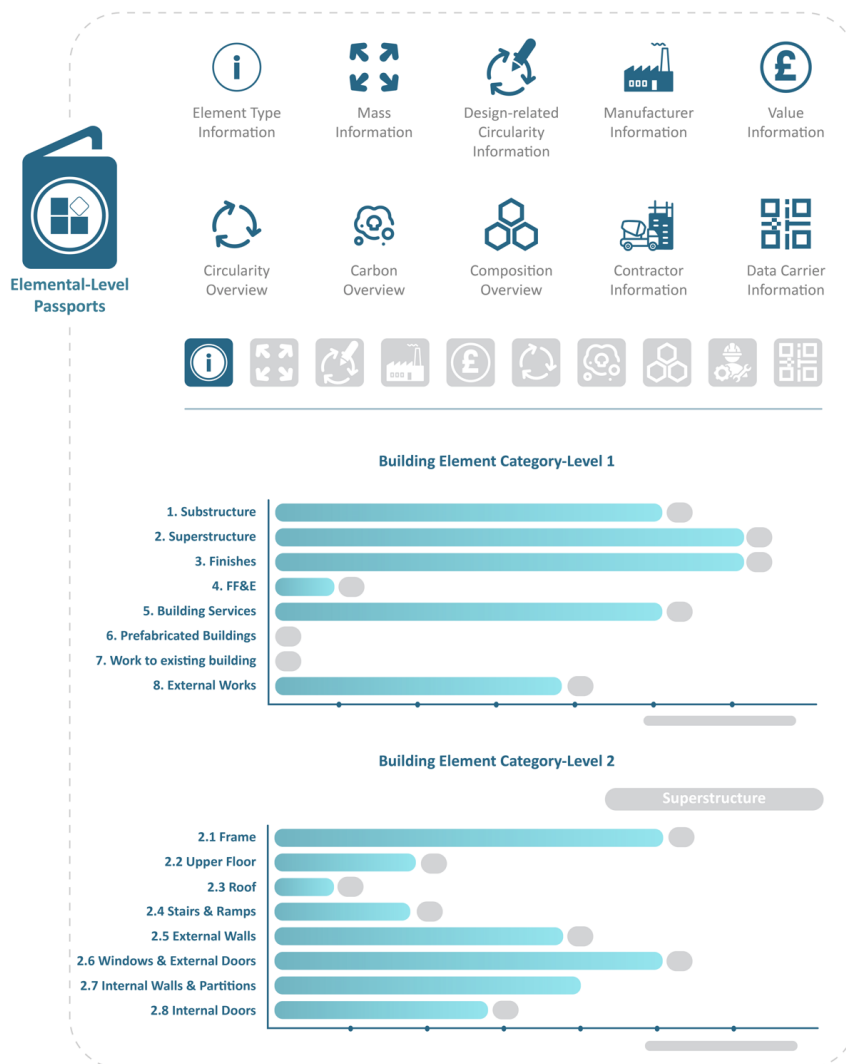 Element Type
Information
Mass
Information
Design-related
Circularity
Information
Manufacturer
Information
£
Value
Information
Elemental-Level
Passports
Circularity
Overview
Carbon
Overview
Composition
Overview
Contractor
Information
Data Carrier
Information
Building Element Category-Level 1
1. Substructure
2. Superstructure
3. Finishes
4. FF&E
5. Building Services
6. Prefabricated Buildings
7. Work to existing building
8. External Works
Building Element Category-Level 2
Superstructure
2.1 Frame
2.2 Upper Floor
2.3 Roof
2.4 Stairs & Ramps
2.5 External Walls
2.6 Windows & External Doors
2.7 Internal Walls & Partitions
2.8 Internal Doors